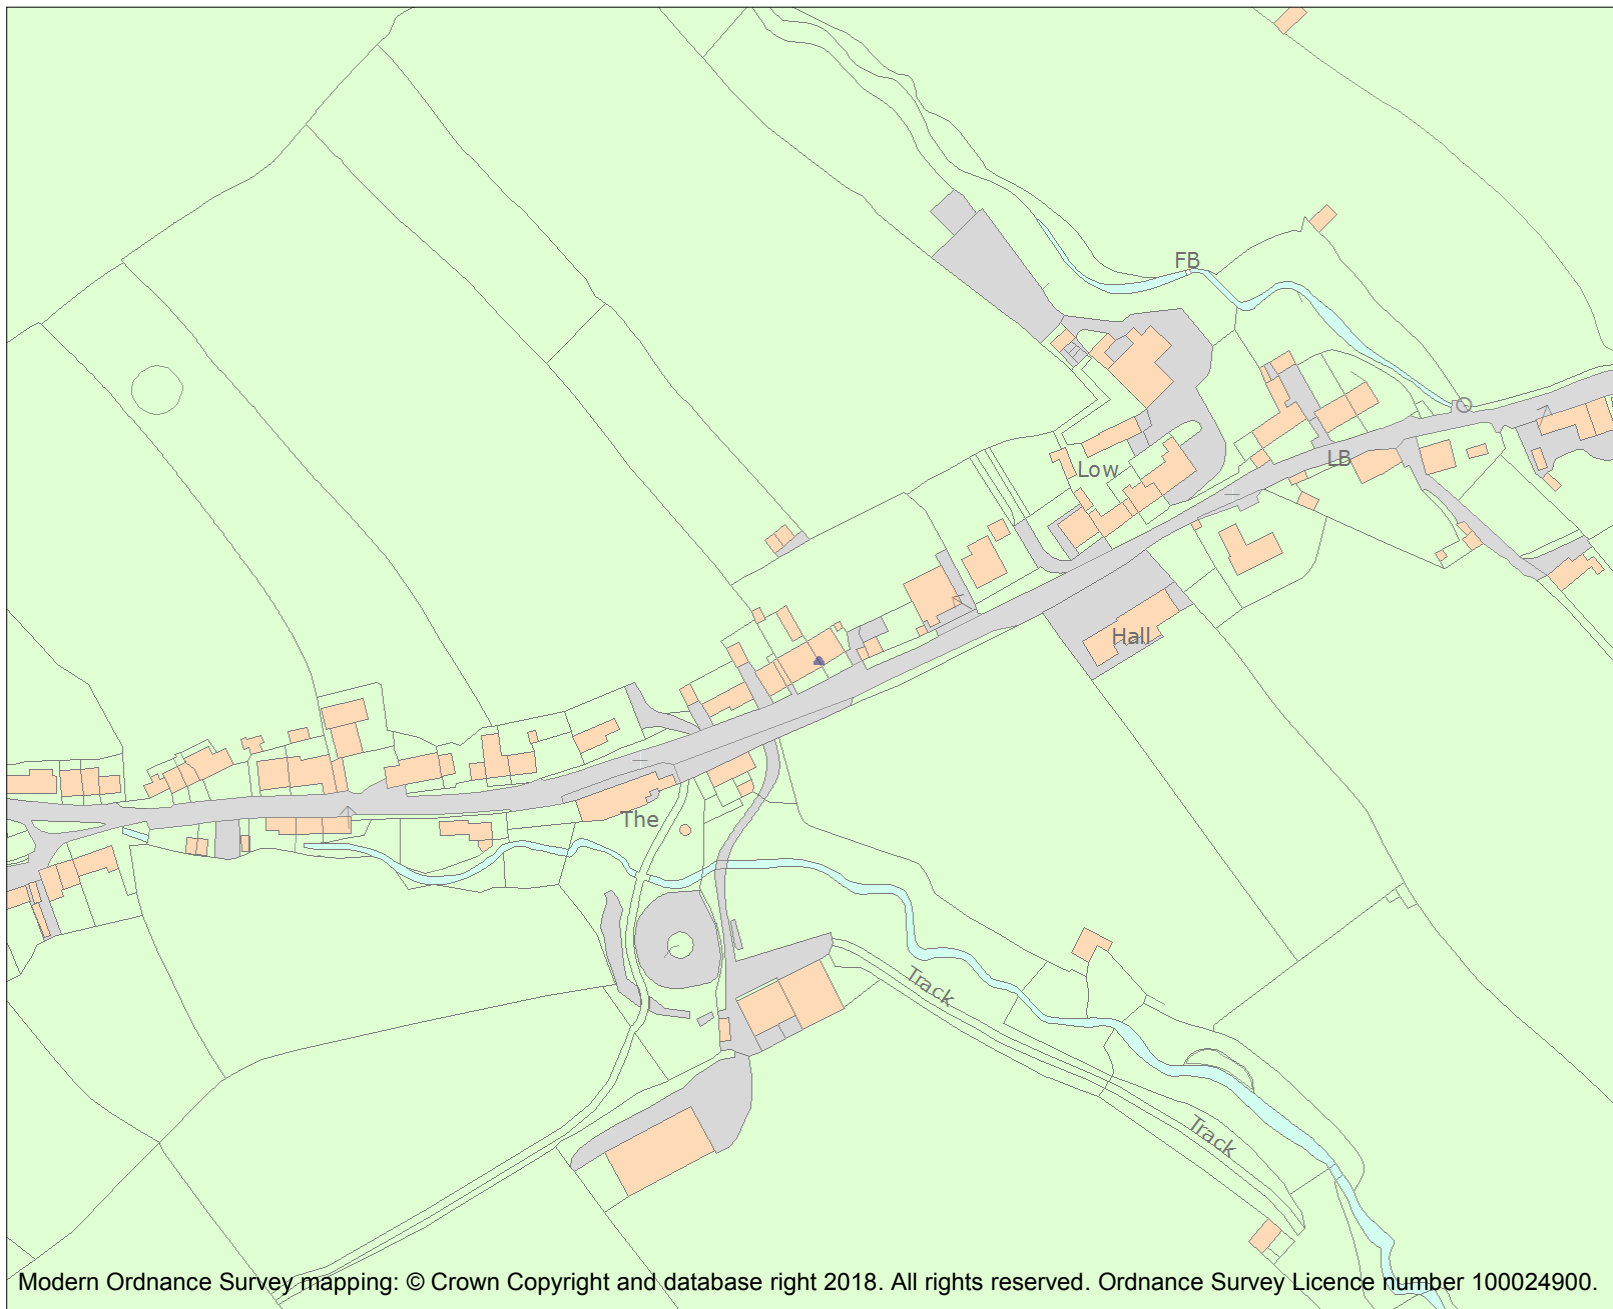 FB
LB
Low
Hall
The
Track
Track
Modern Ordnance Survey mapping: © Crown Copyright and database right 2018. All rights reserved. Ordnance Survey Licence number 100024900.